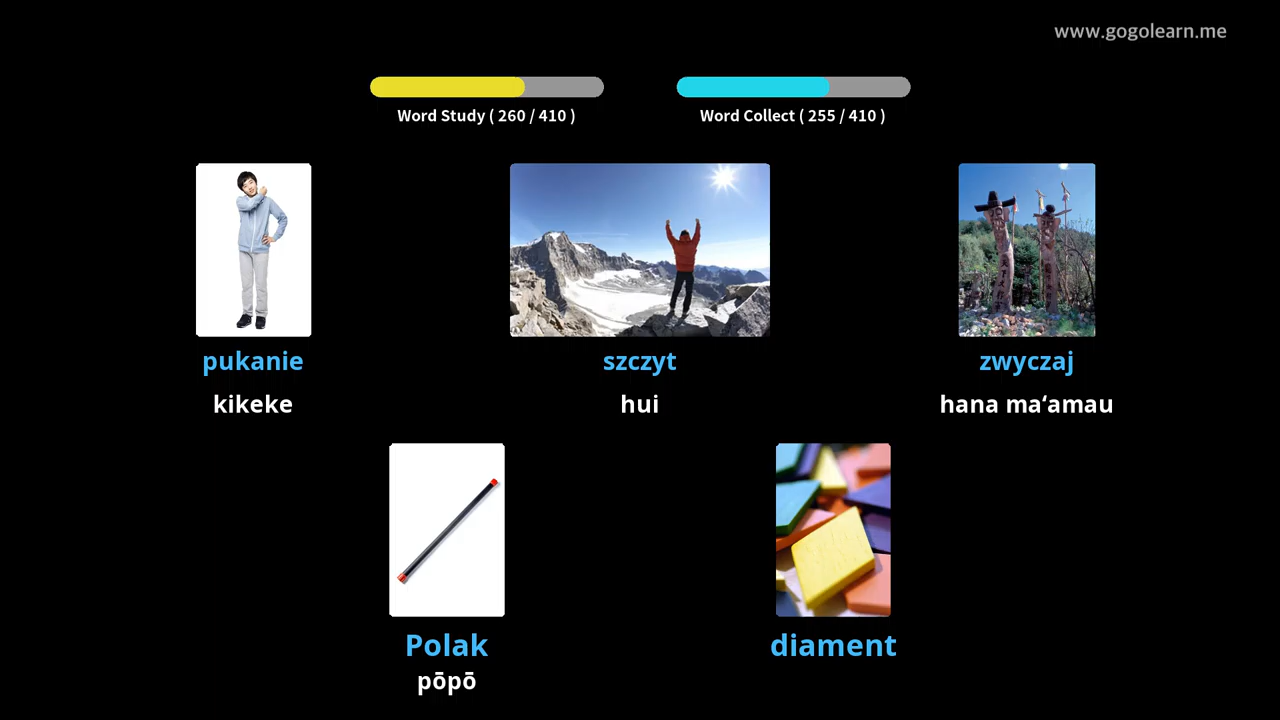 www.gogolearn.me
Word Study ( 260 / 410 )
Word Collect ( 255 / 410 )
pukanie
szczyt
zwyczaj
kikeke
hui
hana maʻamau
Polak
diament
pōpō